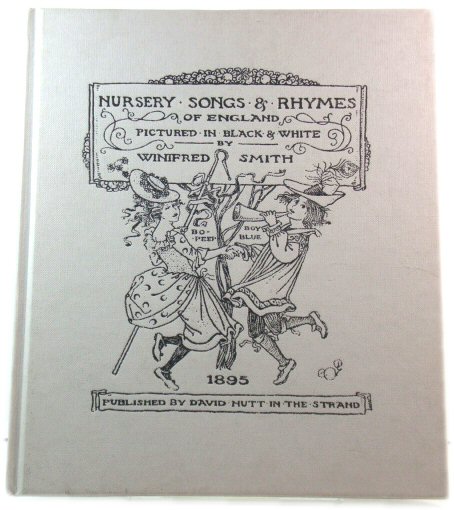 NURSERY · SONGS · & · RHYMES
OF ENGLAND
PICTURED · IN · BLACK · & · WHITE
BY
WINIFRED SMITH
BO-
PEEP
BOY
BLUE
1895
PUBLISHED BY DAVID · NUTT · IN · THE · STRAND